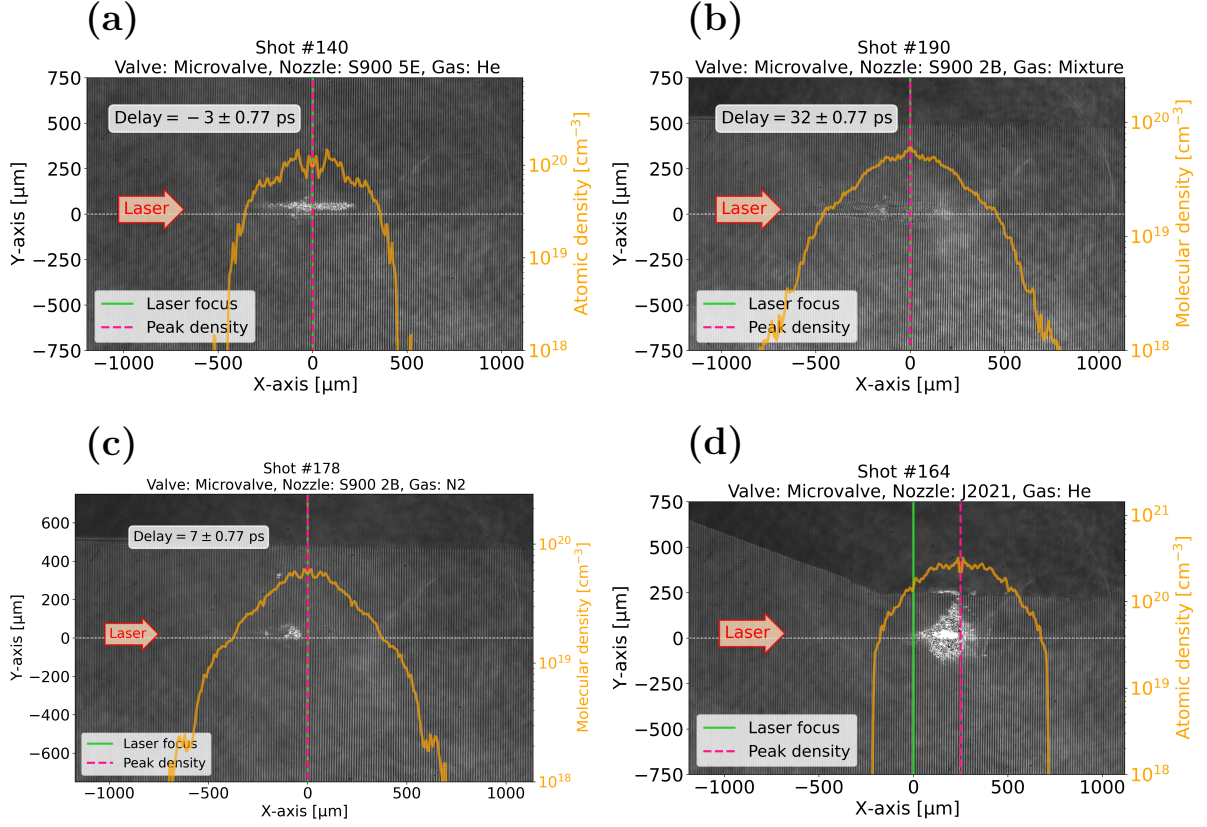 (a)
Shot #140
Valve: Microvalve, Nozzle: S900 5E, Gas: He
Delay = − 3 ± 0.77 ps
Laser
Laser focus
Peak density
750
500
250
0
−250
−500
−750
Y-axis [µm]
−1000
−500
0
500
1000
X-axis [µm]
10^20
10^19
10^18
Atomic density [cm^−3]
(b)
Shot #190
Valve: Microvalve, Nozzle: S900 2B, Gas: Mixture
Delay = 32 ± 0.77 ps
Laser
Laser focus
Peak density
750
500
250
0
−250
−500
−750
Y-axis [µm]
−1000
−500
0
500
1000
X-axis [µm]
10^20
10^19
10^18
Molecular density [cm^−3]
(c)
Shot #178
Valve: Microvalve, Nozzle: S900 2B, Gas: N2
Delay = 7 ± 0.77 ps
Laser
Laser focus
Peak density
600
400
200
0
−200
−400
−600
Y-axis [µm]
−1000
−500
0
500
1000
X-axis [µm]
10^20
10^19
10^18
Molecular density [cm^−3]
(d)
Shot #164
Valve: Microvalve, Nozzle: J2021, Gas: He
Laser
Laser focus
Peak density
750
500
250
0
−250
−500
−750
Y-axis [µm]
−1000
−500
0
500
1000
X-axis [µm]
10^21
10^20
10^19
10^18
Atomic density [cm^−3]